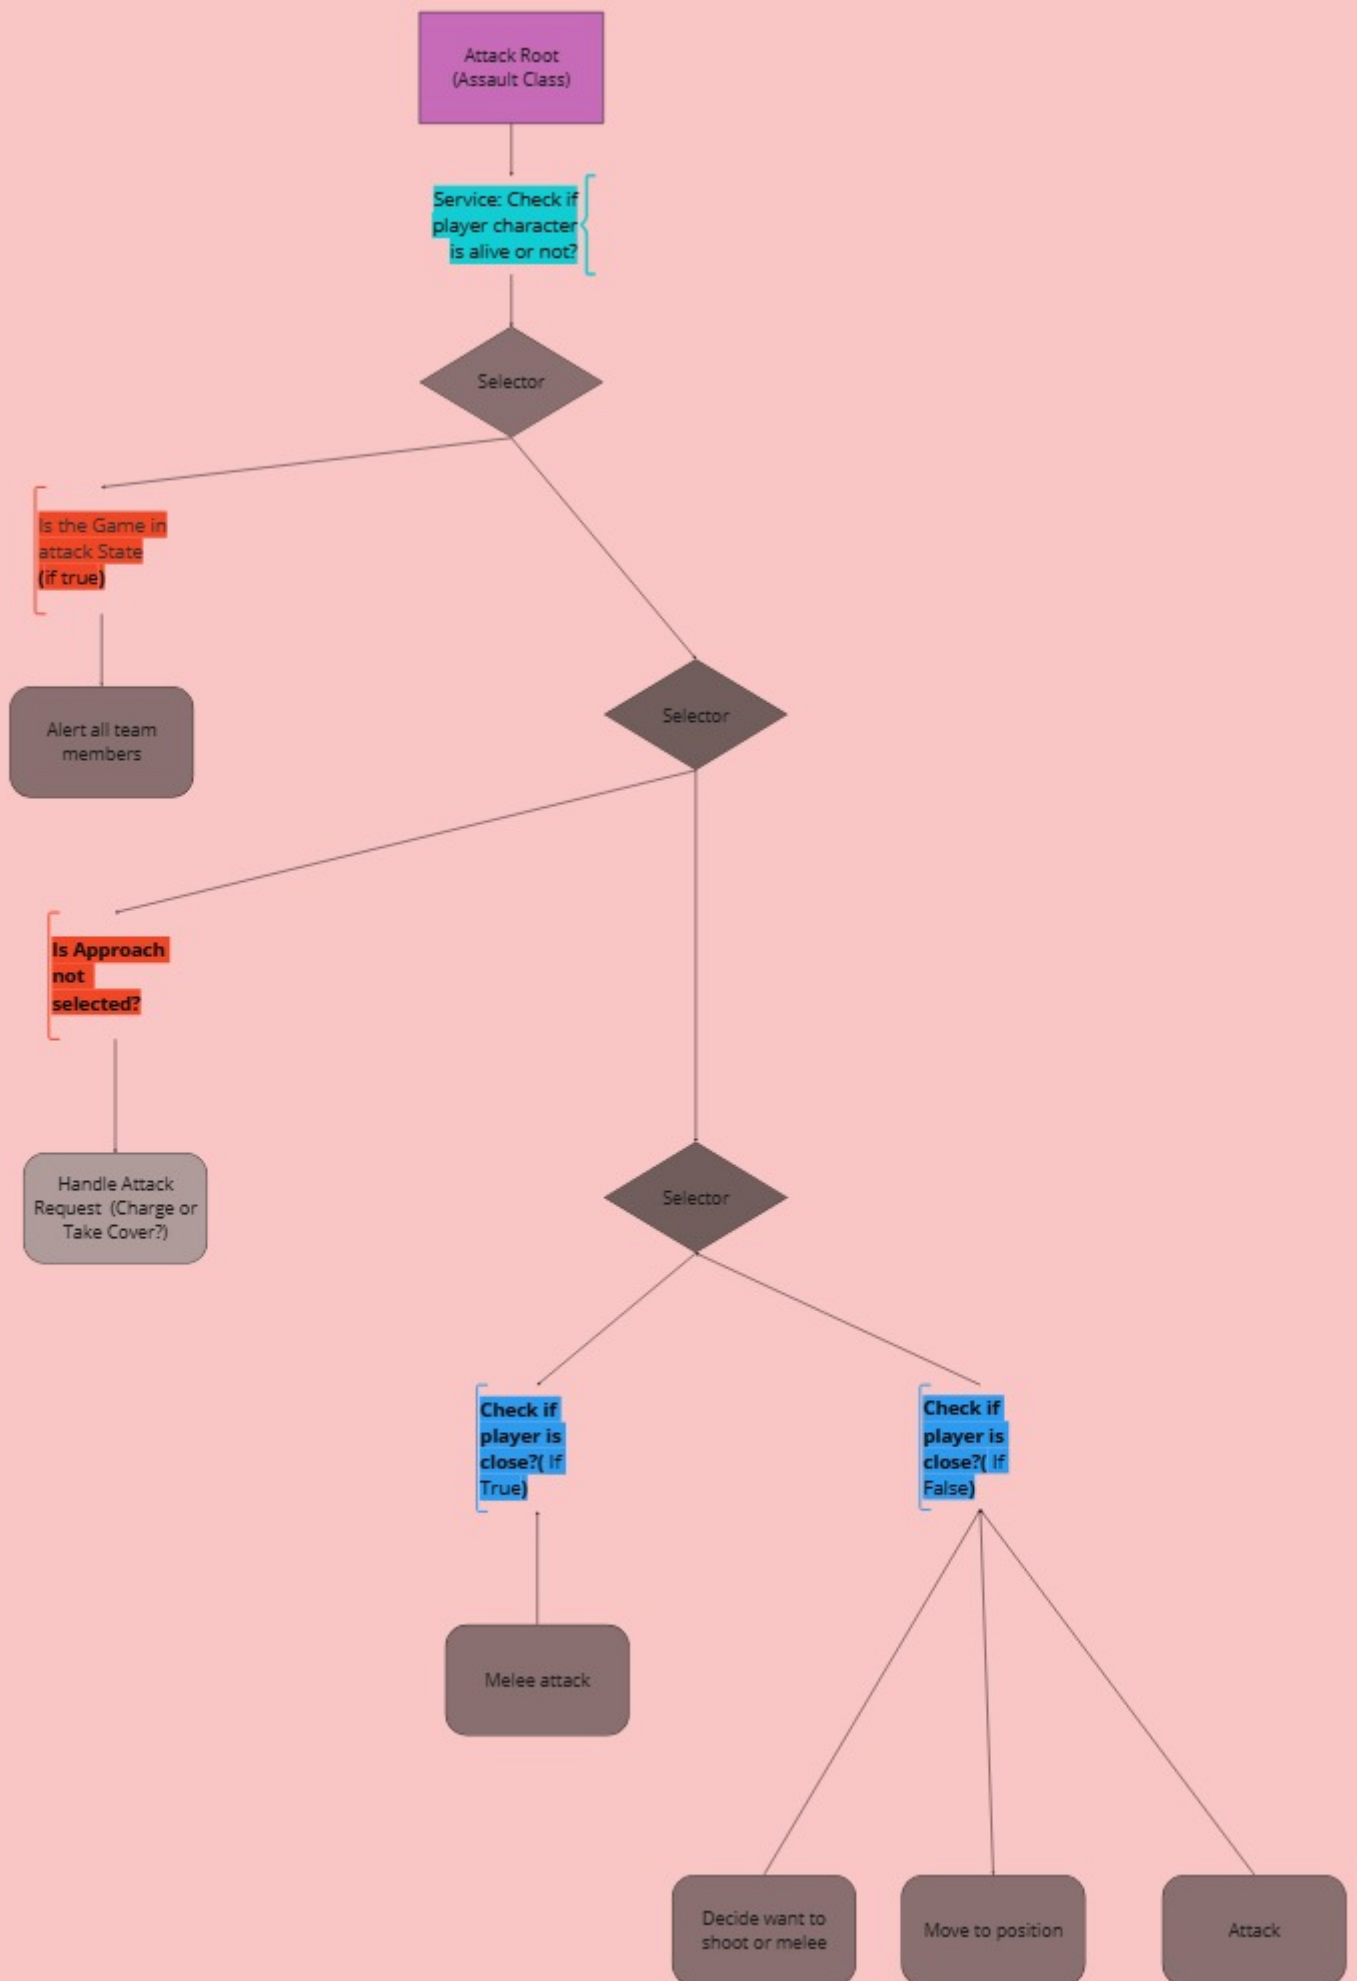 Attack Root
(Assault Class)
Service: Check if
player character
is alive or not?
Selector
Is the Game in
attack State
(if true)
Selector
Alert all team
members
Is Approach
not
selected?
Handle Attack
Request (Charge or
Take Cover?)
Selector
Check if
player is
close?( If
True)
Check if
player is
close?( If
False)
Melee attack
Decide want to
shoot or melee
Move to position
Attack